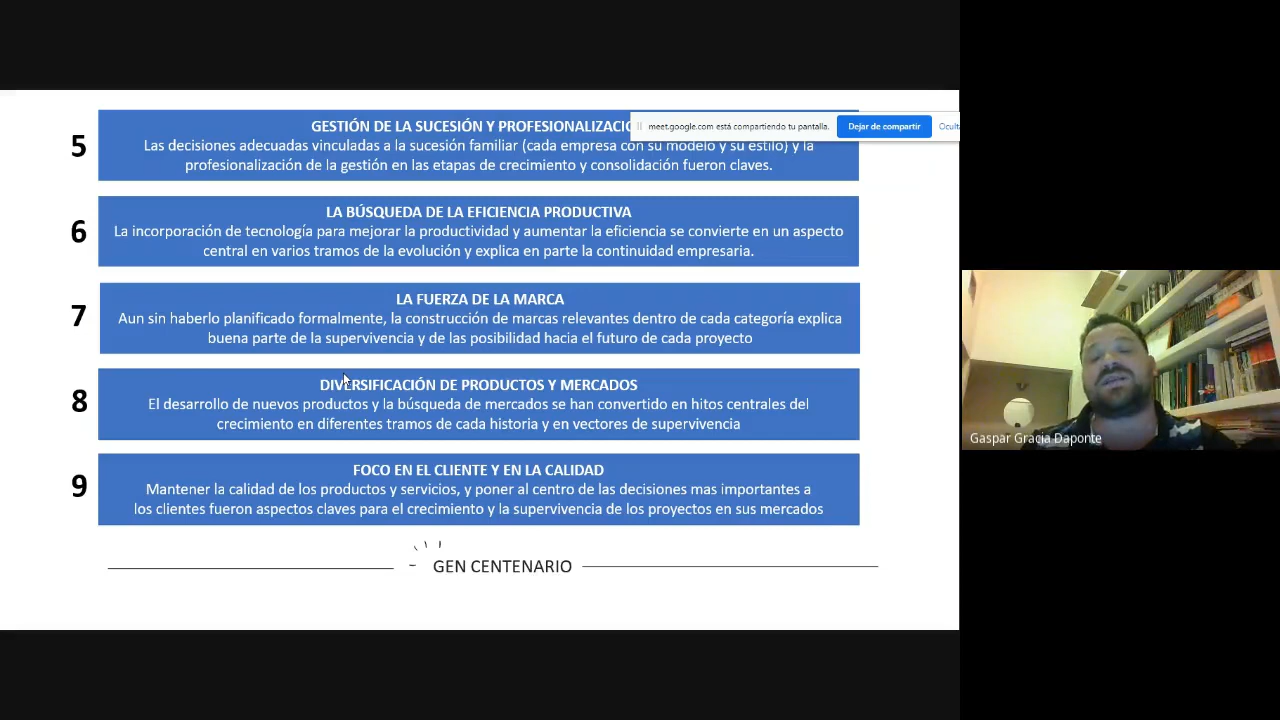 5
GESTIÓN DE LA SUCESIÓN Y
meet.google.com está compartiendo tu pantalla.
Dejar de compartir
Las decisiones adecuadas vinculadas a la sucesión familiar (cada empresa con su modelo y su estilo) y la
profesionalización de la gestión en las etapas de crecimiento y consolidación fueron claves.
6
LA BÚSQUEDA DE LA EFICIENCIA PRODUCTIVA
La incorporación de tecnología para mejorar la productividad y aumentar la eficiencia se convierte en un aspecto
central en varios tramos de la evolución y explica en parte la continuidad empresaria.
7
LA FUERZA DE LA MARCA
Aun sin haberlo planificado formalmente, la construcción de marcas relevantes dentro de cada categoría explica
buena parte de la supervivencia y de las posibilidad hacia el futuro de cada proyecto
8
DIVERSIFICACIÓN DE PRODUCTOS Y MERCADOS
El desarrollo de nuevos productos y la búsqueda de mercados se han convertido en hitos centrales del
crecimiento en diferentes tramos de cada historia y en vectores de supervivencia
9
FOCO EN EL CLIENTE Y EN LA CALIDAD
Mantener la calidad de los productos y servicios, y poner al centro de las decisiones mas importantes a
los clientes fueron aspectos claves para el crecimiento y la supervivencia de los proyectos en sus mercados
GEN CENTENARIO
Gaspar Gracia Daponte